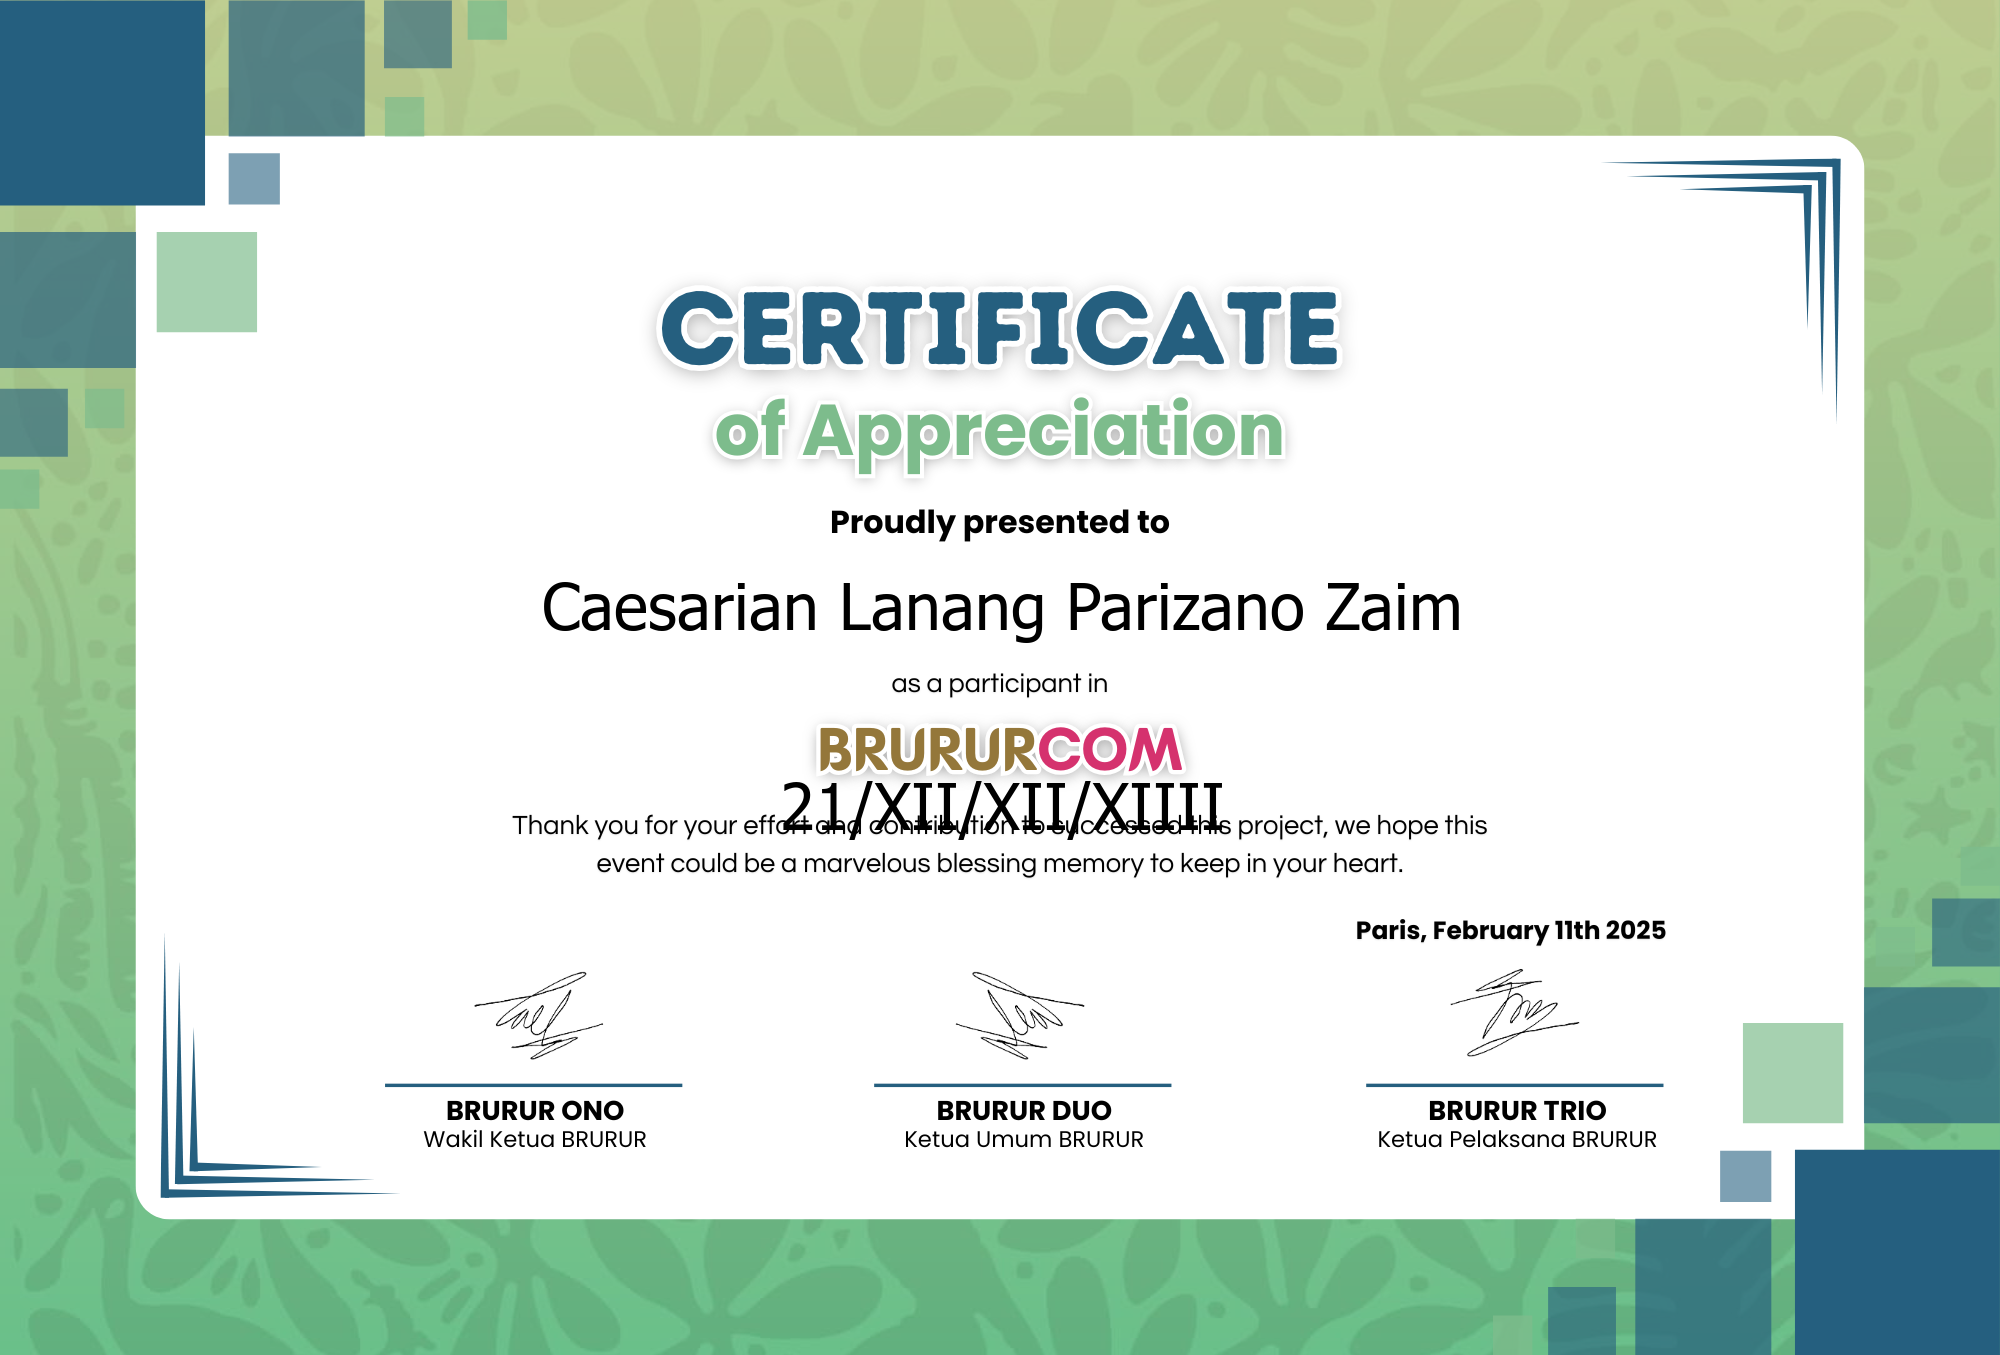 CERTIFICATE
of Appreciation
Proudly presented to
Caesarian Lanang Parizano Zaim
as a participant in
BRURURCOM
21/XII/XII/XIIII
Thank you for your effort and contribution to successed this project, we hope this
event could be a marvelous blessing memory to keep in your heart.
Paris, February 11th 2025
BRURUR ONO
Wakil Ketua BRURUR
BRURUR DUO
Ketua Umum BRURUR
BRURUR TRIO
Ketua Pelaksana BRURUR